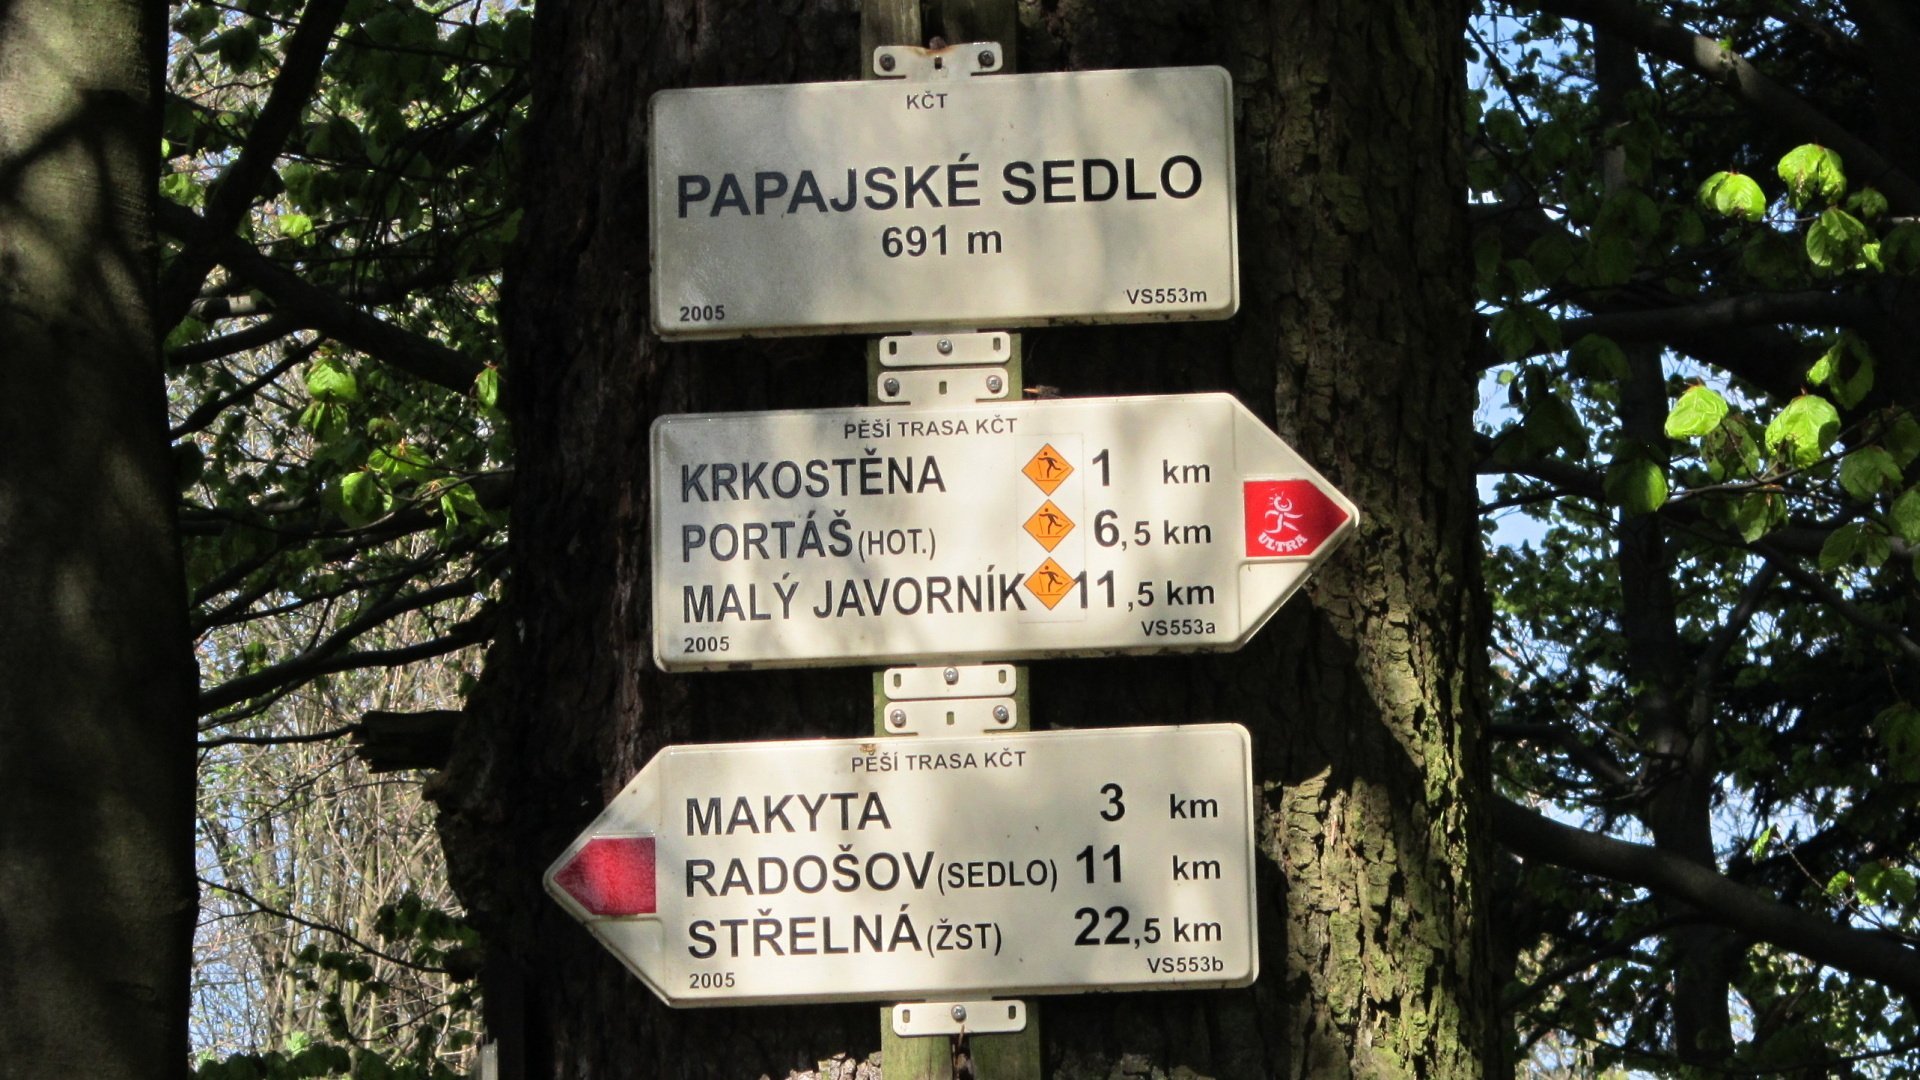 KČT
PAPAJSKÉ SEDLO
691 m
2005 VS553m
PĚŠÍ TRASA KČT
KRKOSTĚNA 1 km
PORTÁŠ (HOT.) 6,5 km
MALÝ JAVORNÍK 11,5 km
ULTRA
2005 VS553a
PĚŠÍ TRASA KČT
MAKYTA 3 km
RADOŠOV (SEDLO) 11 km
STŘELNÁ (ŽST) 22,5 km
2005 VS553b